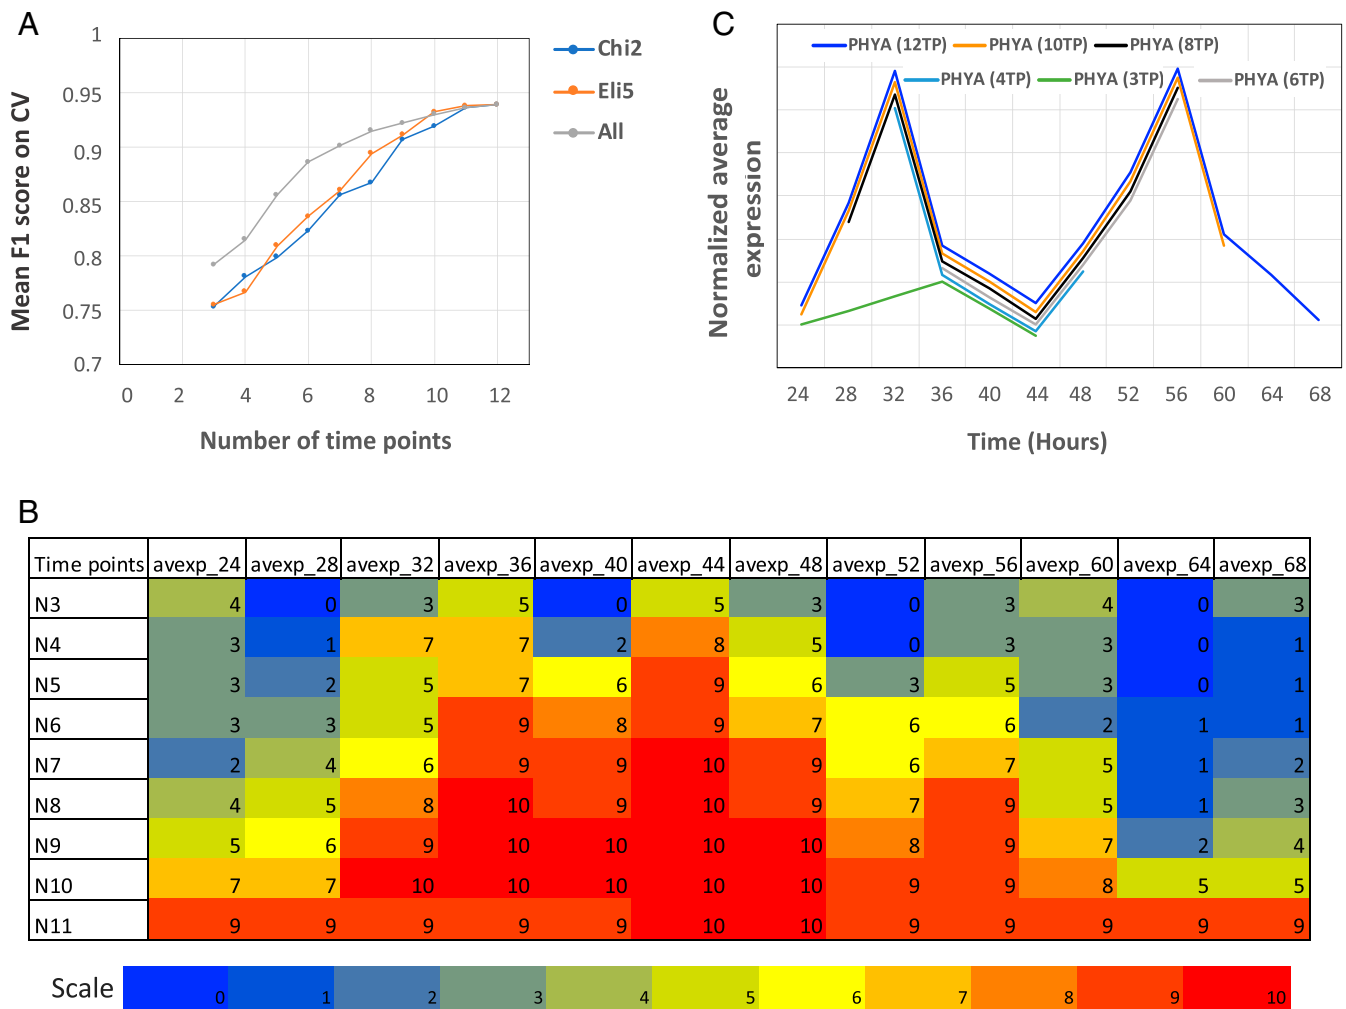 A
1
0.95
0.9
0.85
0.8
0.75
0.7
0 2 4 6 8 10 12
Mean F1 score on CV
Number of time points
Chi2
Eli5
All
C
PHYA (12TP) PHYA (10TP) PHYA (8TP)
PHYA (4TP) PHYA (3TP) PHYA (6TP)
Normalized average
expression
24 28 32 36 40 44 48 52 56 60 64 68
Time (Hours)
B
Time points avexp_24 avexp_28 avexp_32 avexp_36 avexp_40 avexp_44 avexp_48 avexp_52 avexp_56 avexp_60 avexp_64 avexp_68
N3 4 0 3 5 0 5 3 0 3 4 0 3
N4 3 1 7 7 2 8 5 0 3 3 0 1
N5 3 2 5 7 6 9 6 3 5 3 0 1
N6 3 3 5 9 8 9 7 6 6 2 1 1
N7 2 4 6 9 9 10 9 6 7 5 1 2
N8 4 5 8 10 9 10 9 7 9 5 1 3
N9 5 6 9 10 10 10 10 8 9 7 2 4
N10 7 7 10 10 10 10 10 9 9 8 5 5
N11 9 9 9 9 9 10 10 9 9 9 9 9
Scale 0 1 2 3 4 5 6 7 8 9 10